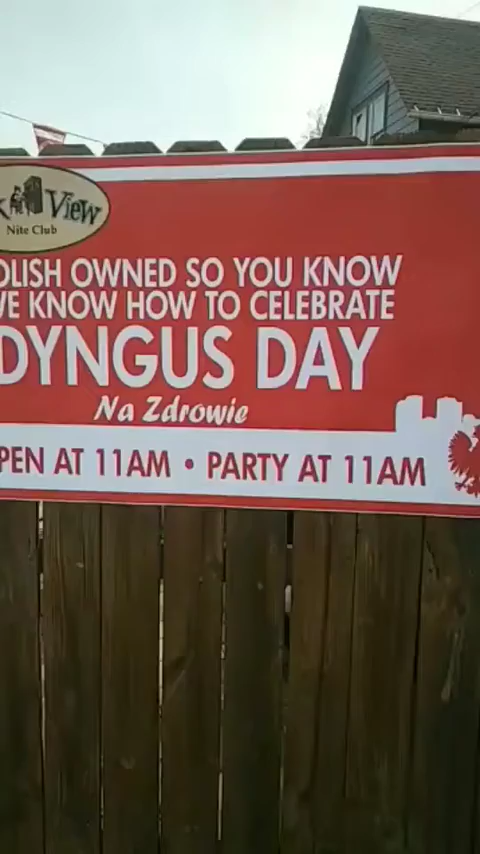 View
Nite Club
OLISH OWNED SO YOU KNOW
WE KNOW HOW TO CELEBRATE
DYNGUS DAY
Na Zdrowie
PEN AT 11AM • PARTY AT 11AM